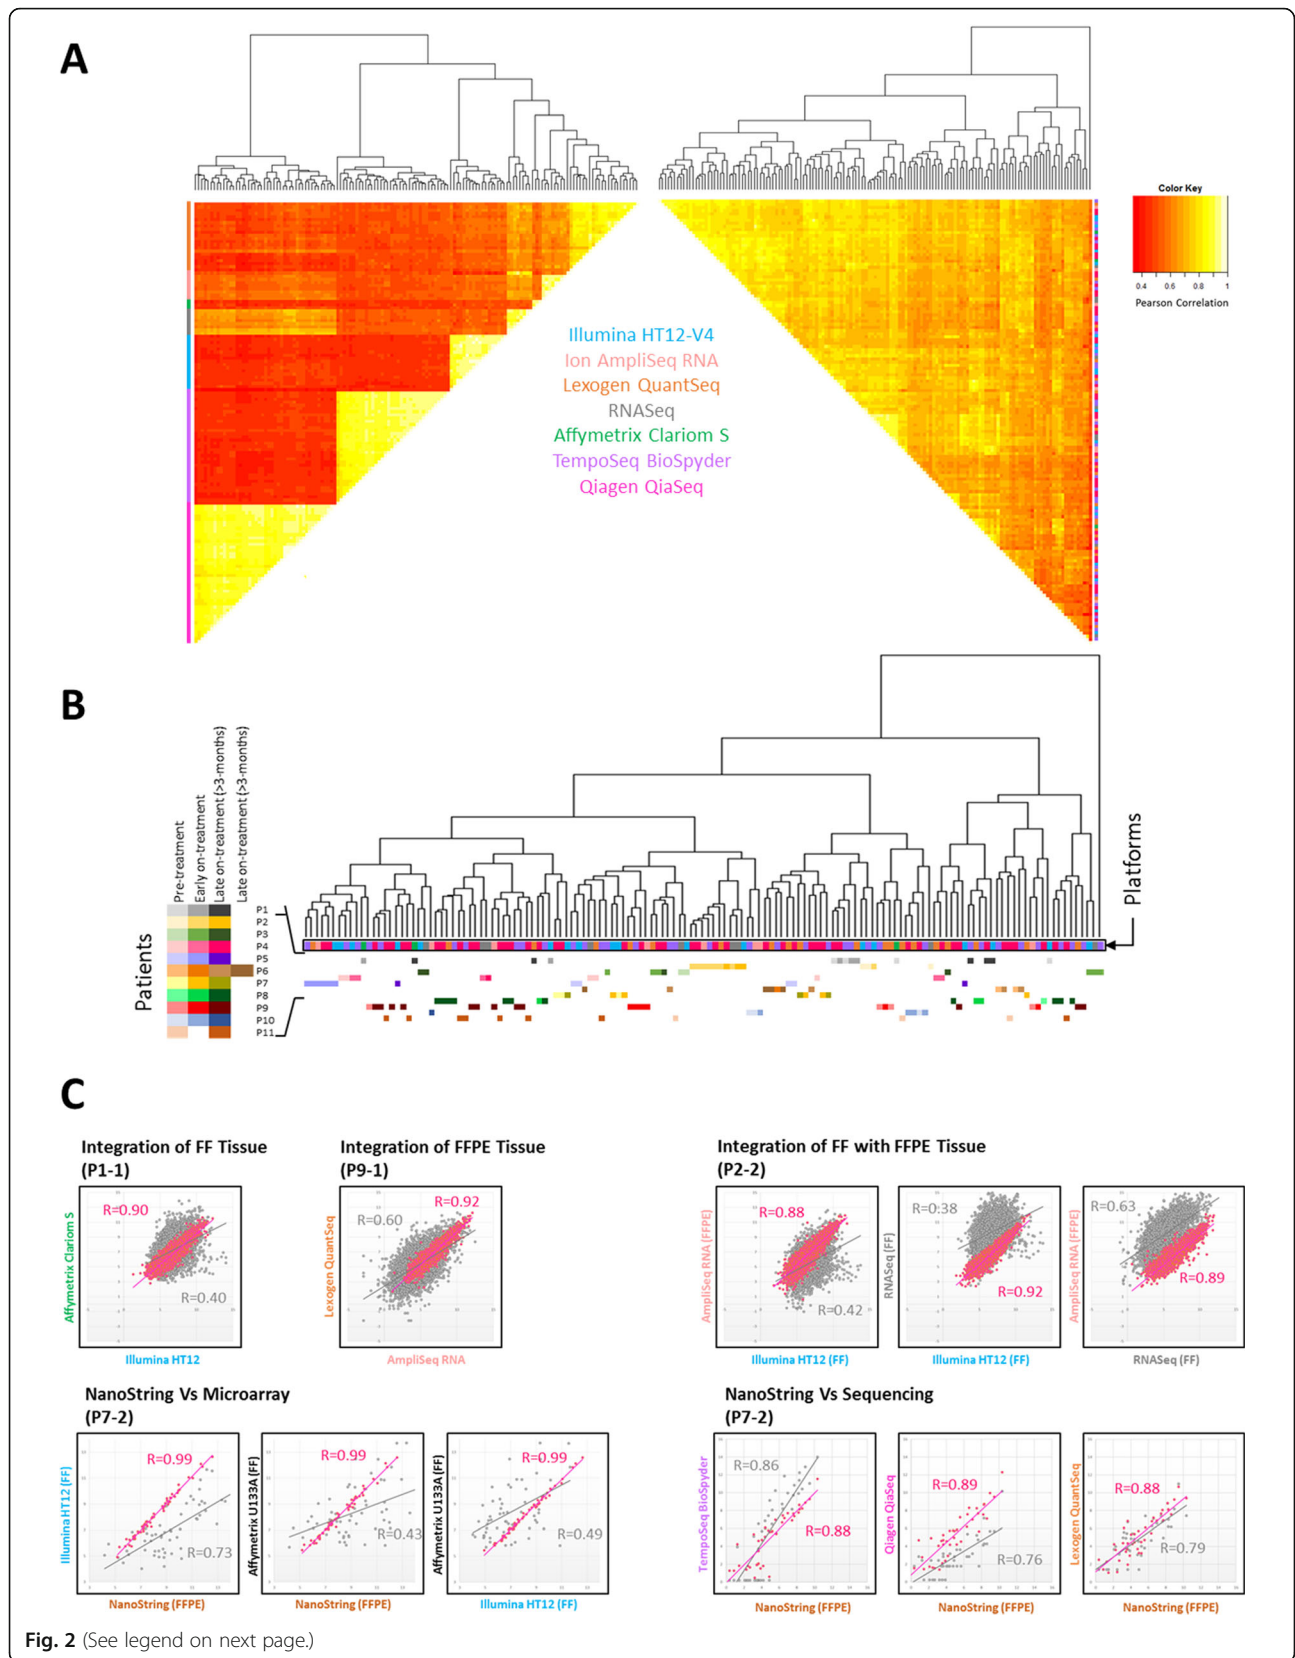 A
Color Key
0.4 0.6 0.8 1
Pearson Correlation
Illumina HT12-V4
Ion AmpliSeq RNA
Lexogen QuantSeq
RNASeq
Affymetrix Clariom S
TempoSeq BioSpyder
Qiagen QiaSeq
B
Pre-treatment
Early on-treatment
Late on-treatment (>3-months)
Late on-treatment (>3-months)
Patients
P1
P2
P3
P4
P5
P6
P7
P8
P9
P10
P11
Platforms
C
Integration of FF Tissue
(P1-1)
R=0.90
R=0.40
Affymetrix Clariom S
Illumina HT12
Integration of FFPE Tissue
(P9-1)
R=0.92
R=0.60
Lexogen QuantSeq
AmpliSeq RNA
Integration of FF with FFPE Tissue
(P2-2)
R=0.88
R=0.42
AmpliSeq RNA (FFPE)
Illumina HT12 (FF)
R=0.38
R=0.92
RNASeq (FF)
Illumina HT12 (FF)
R=0.63
R=0.89
AmpliSeq RNA (FFPE)
RNASeq (FF)
NanoString Vs Microarray
(P7-2)
R=0.99
R=0.73
Illumina HT12 (FF)
NanoString (FFPE)
R=0.99
R=0.43
Affymetrix U133A (FF)
NanoString (FFPE)
R=0.99
R=0.49
Affymetrix U133A (FF)
Illumina HT12 (FF)
NanoString Vs Sequencing
(P7-2)
R=0.86
R=0.88
TempoSeq BioSpyder
NanoString (FFPE)
R=0.89
R=0.76
Qiagen QiaSeq
NanoString (FFPE)
R=0.88
R=0.79
Lexogen QuantSeq
NanoString (FFPE)
Fig. 2 (See legend on next page.)